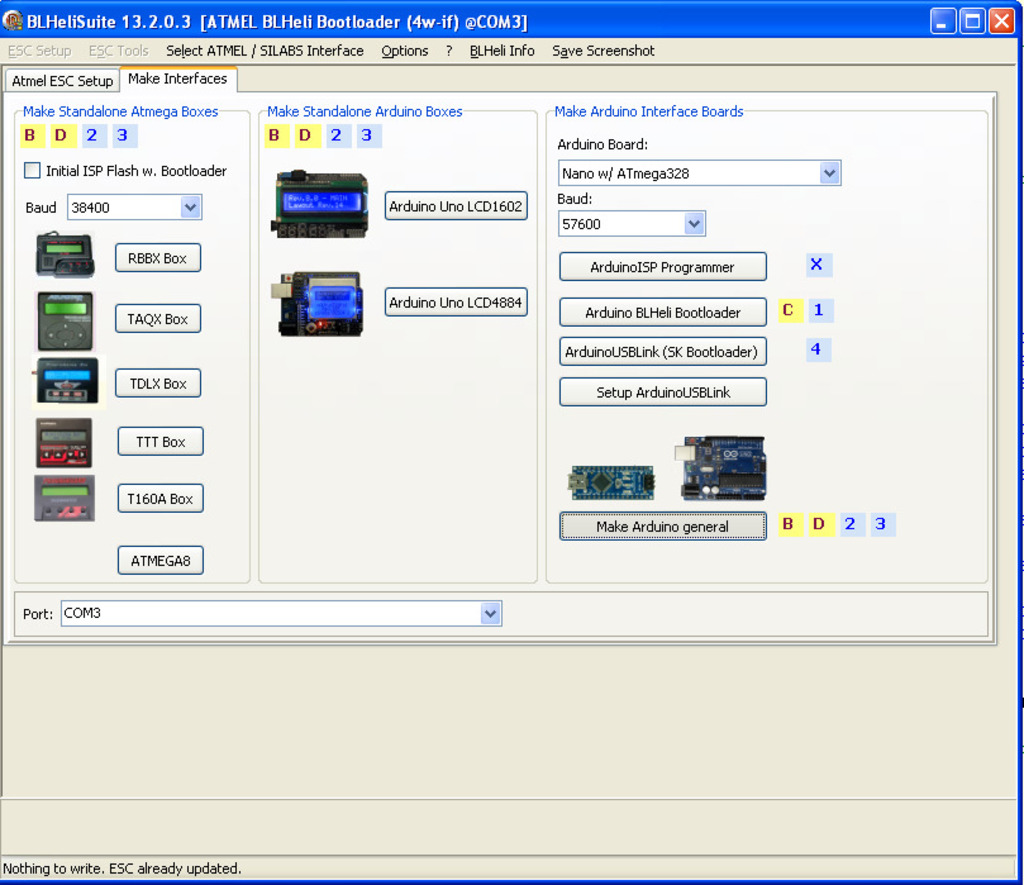 BLHeliSuite 13.2.0.3 [ATMEL BLHeli Bootloader (4w-if) @COM3]
ESC Setup ESC Tools Select ATMEL / SILABS Interface Options ? BLHeli Info Save Screenshot
Atmel ESC Setup Make Interfaces
Make Standalone Atmega Boxes
B D 2 3
Initial ISP Flash w. Bootloader
Baud 38400
RBBX Box
TAQX Box
TDLX Box
TTT Box
T160A Box
ATMEGA8
Make Standalone Arduino Boxes
B D 2 3
Arduino Uno LCD1602
Arduino Uno LCD4884
Make Arduino Interface Boards
Arduino Board:
Nano w/ ATmega328
Baud:
57600
ArduinoISP Programmer X
Arduino BLHeli Bootloader C 1
ArduinoUSBLink (SK Bootloader) 4
Setup ArduinoUSBLink
Make Arduino general B D 2 3
Port: COM3
Nothing to write. ESC already updated.